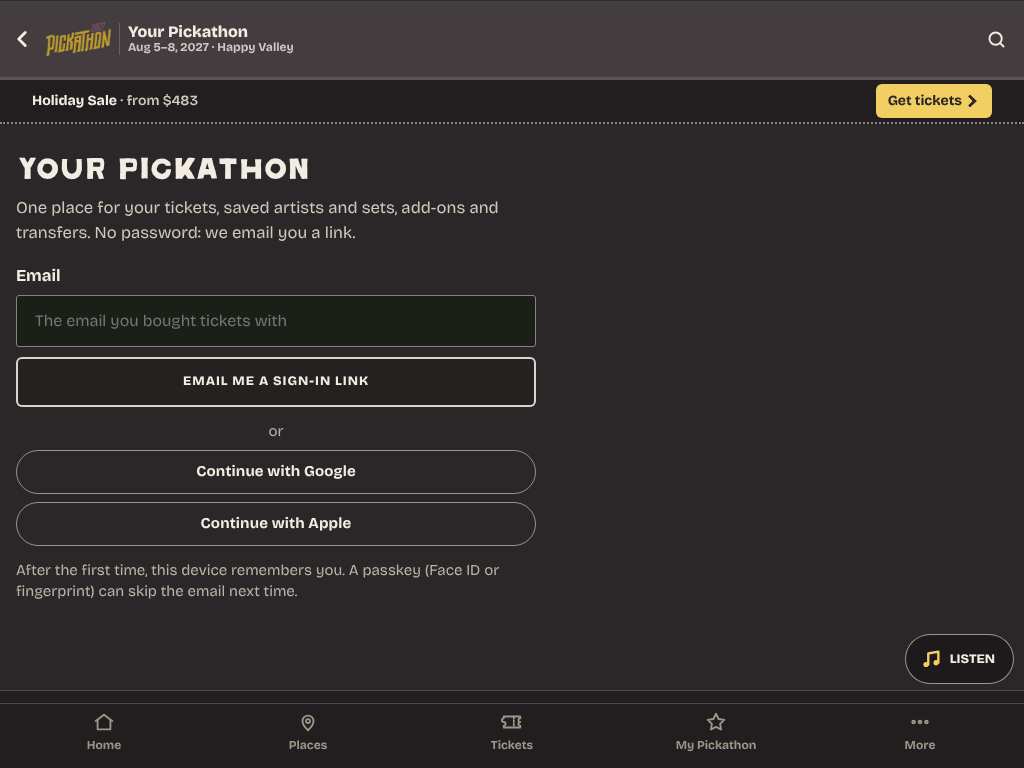 PICKATHON
Your Pickathon
Aug 5–8, 2027 · Happy Valley
Holiday Sale · from $483
Get tickets
YOUR PICKATHON
One place for your tickets, saved artists and sets, add-ons and
transfers. No password: we email you a link.
Email
The email you bought tickets with
EMAIL ME A SIGN-IN LINK
or
Continue with Google
Continue with Apple
After the first time, this device remembers you. A passkey (Face ID or
fingerprint) can skip the email next time.
LISTEN
Home
Places
Tickets
My Pickathon
More